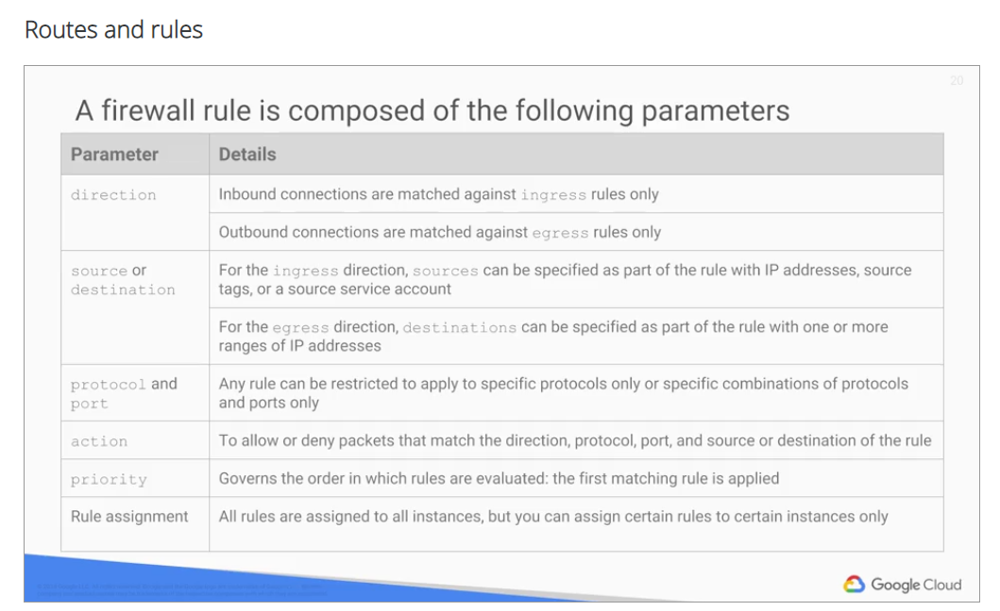 Routes and rules
20
A firewall rule is composed of the following parameters
Parameter
Details
direction
Inbound connections are matched against ingress rules only
Outbound connections are matched against egress rules only
source or
destination
For the ingress direction, sources can be specified as part of the rule with IP addresses, source
tags, or a source service account
For the egress direction, destinations can be specified as part of the rule with one or more
ranges of IP addresses
protocol and
port
Any rule can be restricted to apply to specific protocols only or specific combinations of protocols
and ports only
action
To allow or deny packets that match the direction, protocol, port, and source or destination of the rule
priority
Governs the order in which rules are evaluated: the first matching rule is applied
Rule assignment
All rules are assigned to all instances, but you can assign certain rules to certain instances only
Google Cloud